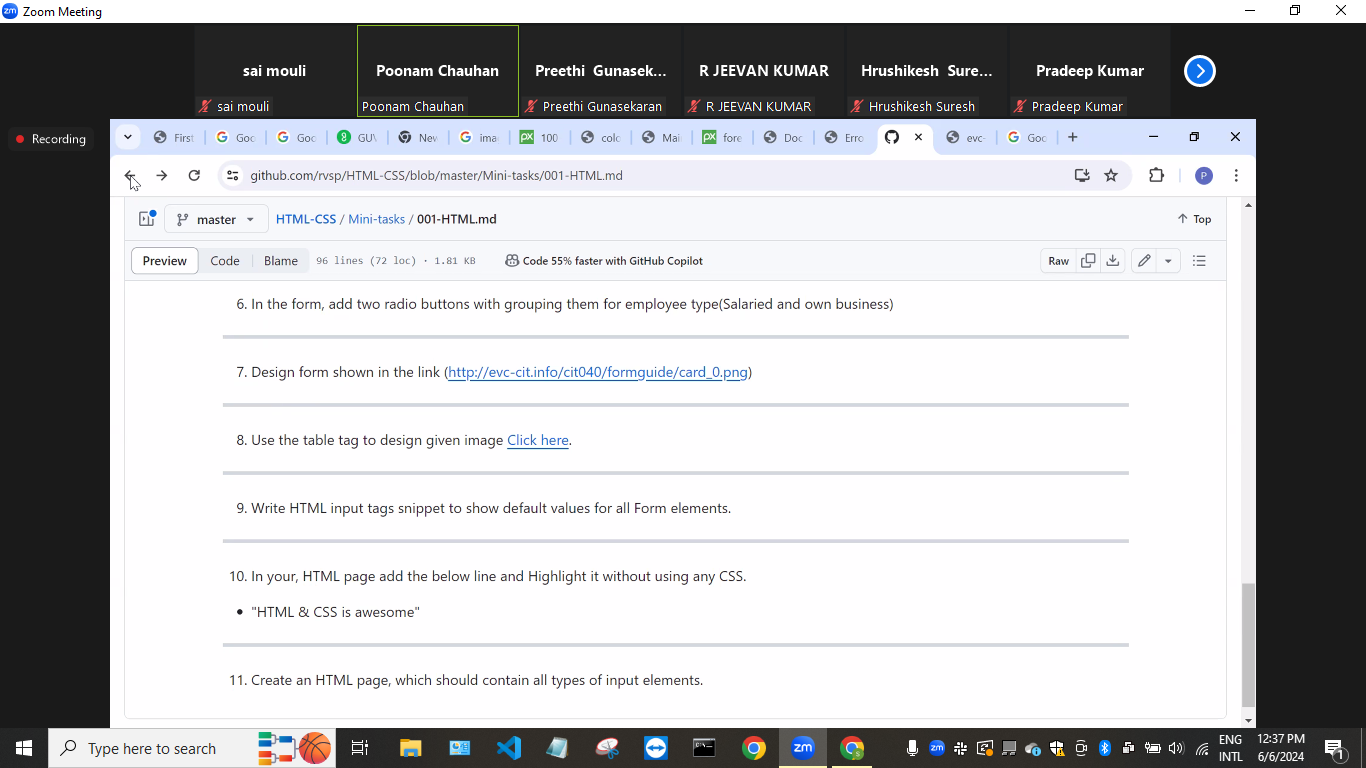 Zoom Meeting
sai mouli
Poonam Chauhan
Preethi Gunasek...
R JEEVAN KUMAR
Hrushikesh Sure...
Pradeep Kumar
sai mouli
Poonam Chauhan
Preethi Gunasekaran
R JEEVAN KUMAR
Hrushikesh Suresh
Pradeep Kumar
Recording
First
Goo
Goo
GUV
New
ima
100
colo
Mai
fore
Doc
Erro
evc-
Goo
github.com/rvsp/HTML-CSS/blob/master/Mini-tasks/001-HTML.md
P
master
HTML-CSS / Mini-tasks / 001-HTML.md
Top
Preview Code Blame 96 lines (72 loc) · 1.81 KB Code 55% faster with GitHub Copilot Raw
6. In the form, add two radio buttons with grouping them for employee type(Salaried and own business)
7. Design form shown in the link (http://evc-cit.info/cit040/formguide/card_0.png)
8. Use the table tag to design given image Click here.
9. Write HTML input tags snippet to show default values for all Form elements.
10. In your, HTML page add the below line and Highlight it without using any CSS.
• "HTML & CSS is awesome"
11. Create an HTML page, which should contain all types of input elements.
Type here to search
zm
ENG
INTL
12:37 PM
6/6/2024
1